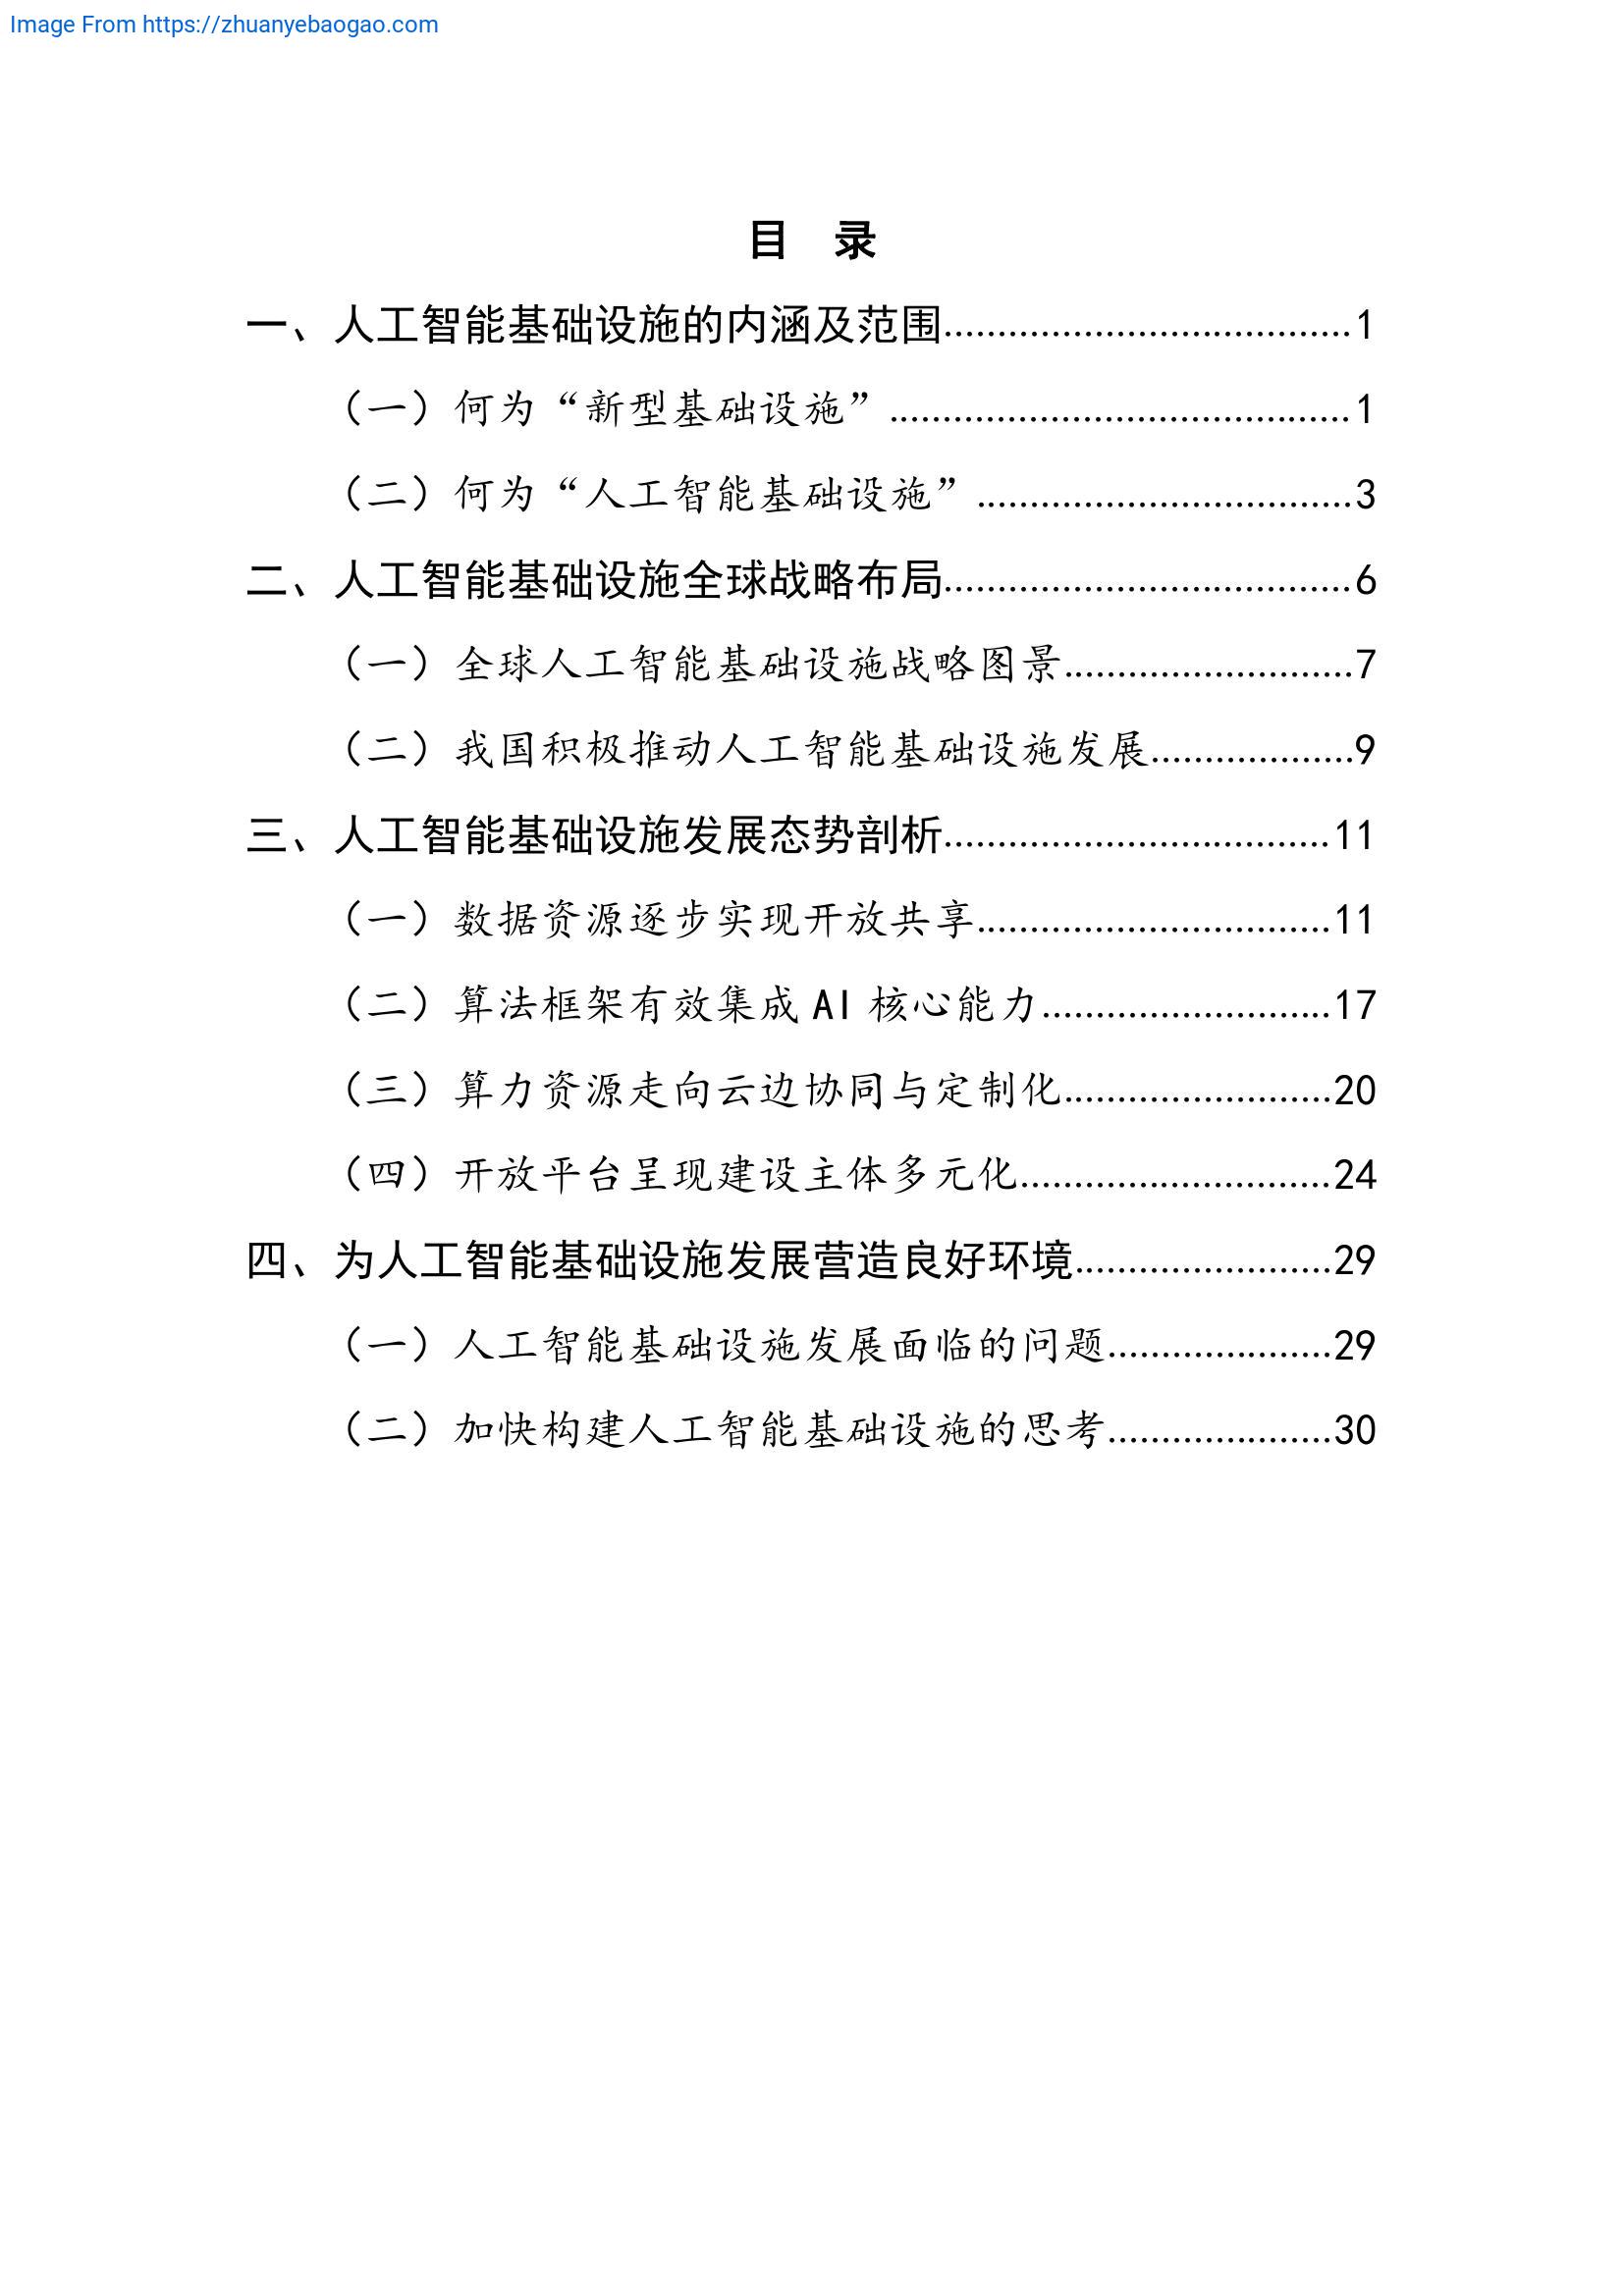 Image From https://zhuanyebaogao.com
目 录
一、人工智能基础设施的内涵及范围......................................1
（一）何为“新型基础设施”...........................................1
（二）何为“人工智能基础设施”...................................3
二、人工智能基础设施全球战略布局......................................6
（一）全球人工智能基础设施战略图景...........................7
（二）我国积极推动人工智能基础设施发展...................9
三、人工智能基础设施发展态势剖析....................................11
（一）数据资源逐步实现开放共享.................................11
（二）算法框架有效集成 AI 核心能力...........................17
（三）算力资源走向云边协同与定制化.........................20
（四）开放平台呈现建设主体多元化.............................24
四、为人工智能基础设施发展营造良好环境........................29
（一）人工智能基础设施发展面临的问题.....................29
（二）加快构建人工智能基础设施的思考.....................30